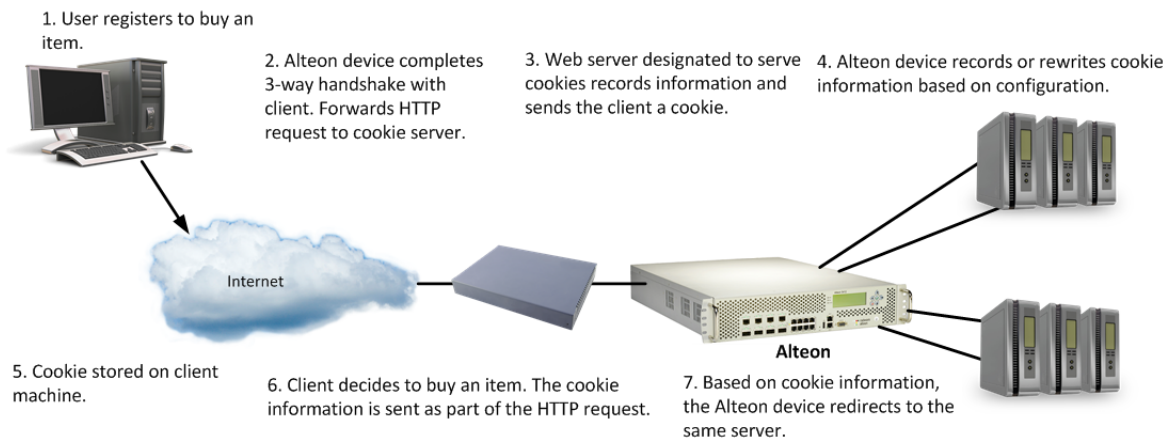 1. User registers to buy an
item.
2. Alteon device completes
3-way handshake with
client. Forwards HTTP
request to cookie server.
3. Web server designated to serve
cookies records information and
sends the client a cookie.
4. Alteon device records or rewrites cookie
information based on configuration.
Internet
Alteon
5. Cookie stored on client
machine.
6. Client decides to buy an item. The cookie
information is sent as part of the HTTP request.
7. Based on cookie information,
the Alteon device redirects to the
same server.